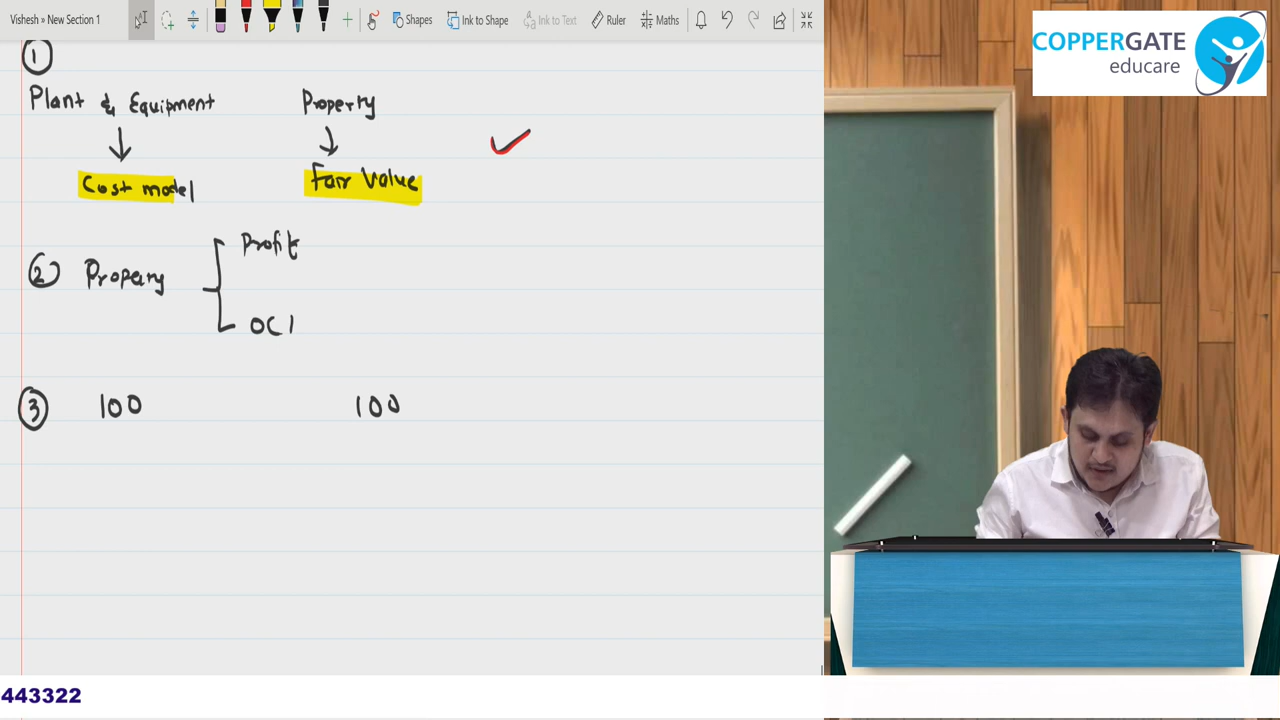 Vishesh » New Section 1
Shapes
Ink to Shape
Ink to Text
Ruler
Maths
COPPERGATE
educare
1
Plant & Equipment Property
Cost model Fair Value
2 Property
Profit
OCI
3 100 100
443322